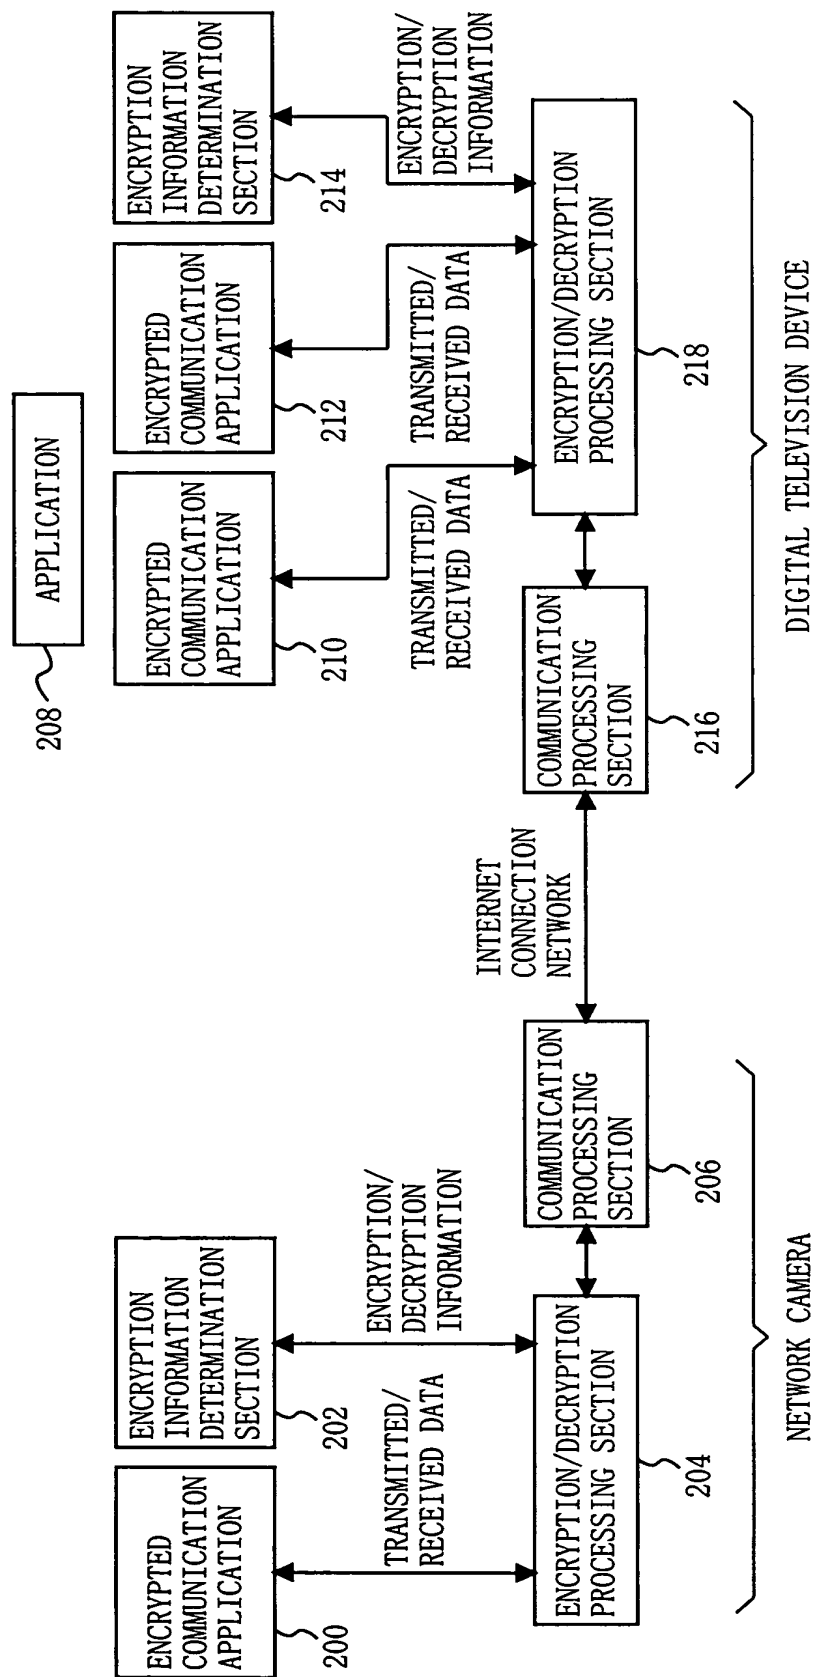 ENCRYPTED
COMMUNICATION
APPLICATION
200
ENCRYPTION
INFORMATION
DETERMINATION
SECTION
202
TRANSMITTED/
RECEIVED DATA
ENCRYPTION/
DECRYPTION
INFORMATION
ENCRYPTION/DECRYPTION
PROCESSING SECTION
204
COMMUNICATION
PROCESSING
SECTION
206
NETWORK CAMERA
INTERNET
CONNECTION
NETWORK
APPLICATION
208
ENCRYPTED
COMMUNICATION
APPLICATION
210
ENCRYPTED
COMMUNICATION
APPLICATION
212
ENCRYPTION
INFORMATION
DETERMINATION
SECTION
214
TRANSMITTED/
RECEIVED DATA
TRANSMITTED/
RECEIVED DATA
ENCRYPTION/
DECRYPTION
INFORMATION
COMMUNICATION
PROCESSING
SECTION
216
ENCRYPTION/DECRYPTION
PROCESSING SECTION
218
DIGITAL TELEVISION DEVICE